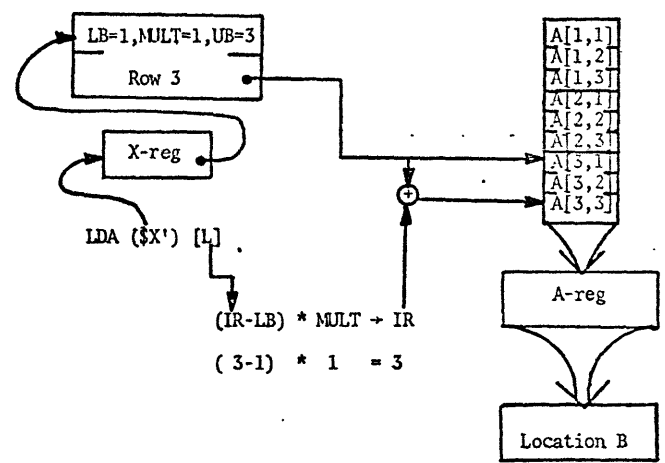 LB=1,MULT=1,UB=3
Row 3
X-reg
LDA ($X') [L]
(IR-LB) * MULT → IR
( 3-1) * 1 = 3
+
A[1,1]
A[1,2]
A[1,3]
A[2,1]
A[2,2]
A[2,3]
A[3,1]
A[3,2]
A[3,3]
A-reg
Location B